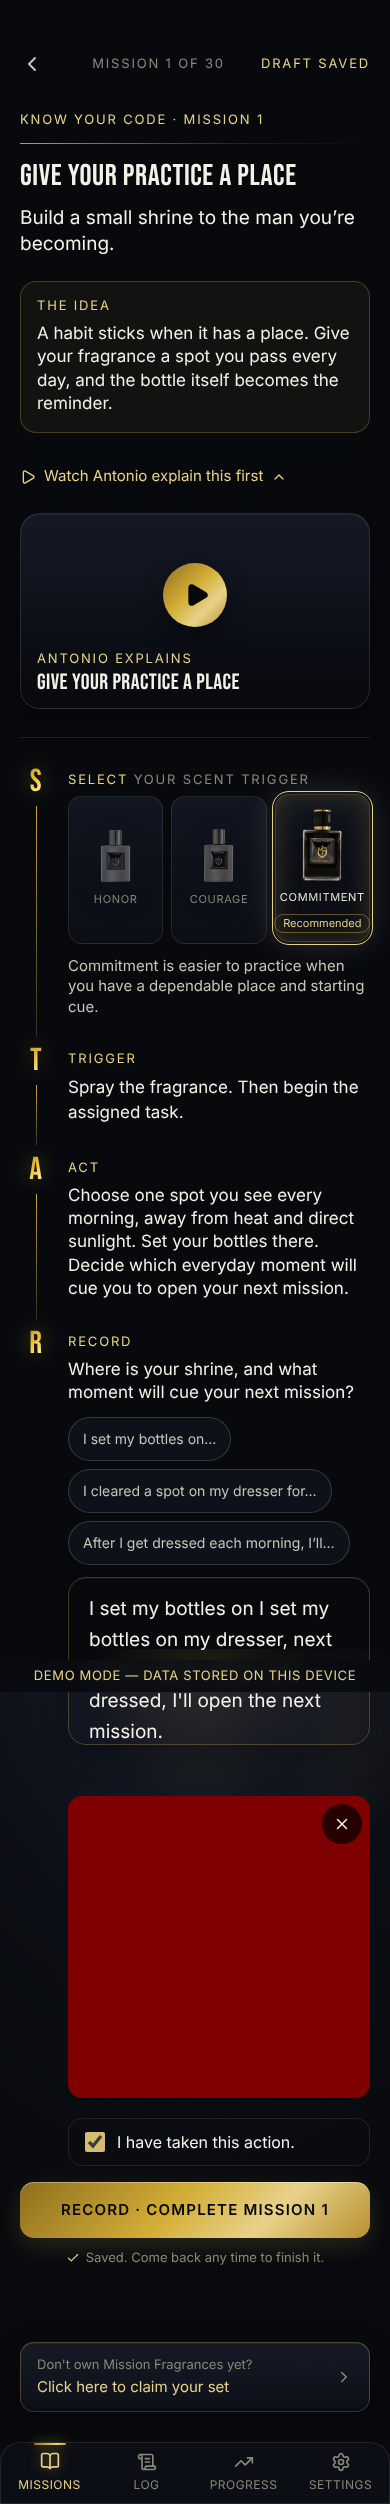 MISSION 1 OF 30
DRAFT SAVED
KNOW YOUR CODE · MISSION 1
GIVE YOUR PRACTICE A PLACE
Build a small shrine to the man you’re
becoming.
THE IDEA
A habit sticks when it has a place. Give
your fragrance a spot you pass every
day, and the bottle itself becomes the
reminder.
Watch Antonio explain this first
ANTONIO EXPLAINS
GIVE YOUR PRACTICE A PLACE
S
SELECT YOUR SCENT TRIGGER
HONOR
COURAGE
COMMITMENT
Recommended
Commitment is easier to practice when
you have a dependable place and starting
cue.
T
TRIGGER
Spray the fragrance. Then begin the
assigned task.
A
ACT
Choose one spot you see every
morning, away from heat and direct
sunlight. Set your bottles there.
Decide which everyday moment will
cue you to open your next mission.
R
RECORD
Where is your shrine, and what
moment will cue your next mission?
I set my bottles on…
I cleared a spot on my dresser for…
After I get dressed each morning, I’ll…
I set my bottles on I set my
bottles on my dresser, next
DEMO MODE — DATA STORED ON THIS DEVICE
dressed, I'll open the next
mission.
I have taken this action.
RECORD · COMPLETE MISSION 1
Saved. Come back any time to finish it.
Don't own Mission Fragrances yet?
Click here to claim your set
MISSIONS
LOG
PROGRESS
SETTINGS